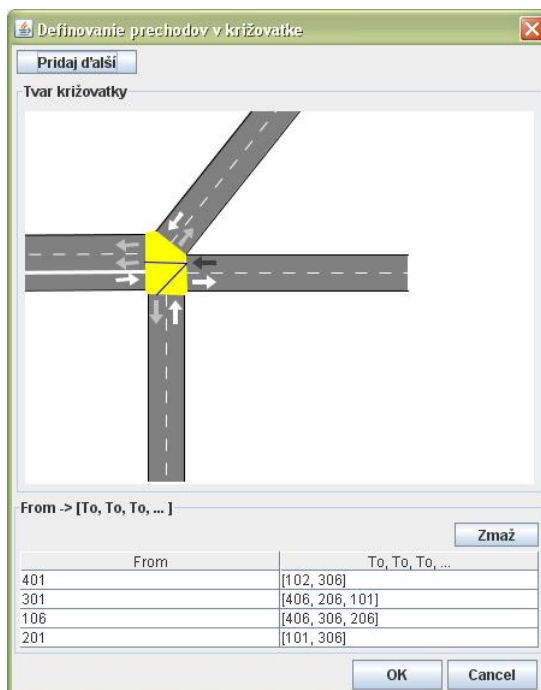 Definovanie prechodov v križovatke
Pridaj ďalší
Tvar križovatky
From -> [To, To, To, ... ]
Zmaž
From To, To, To, ...
401 [102, 306]
301 [406, 206, 101]
106 [406, 306, 206]
201 [101, 306]
OK Cancel